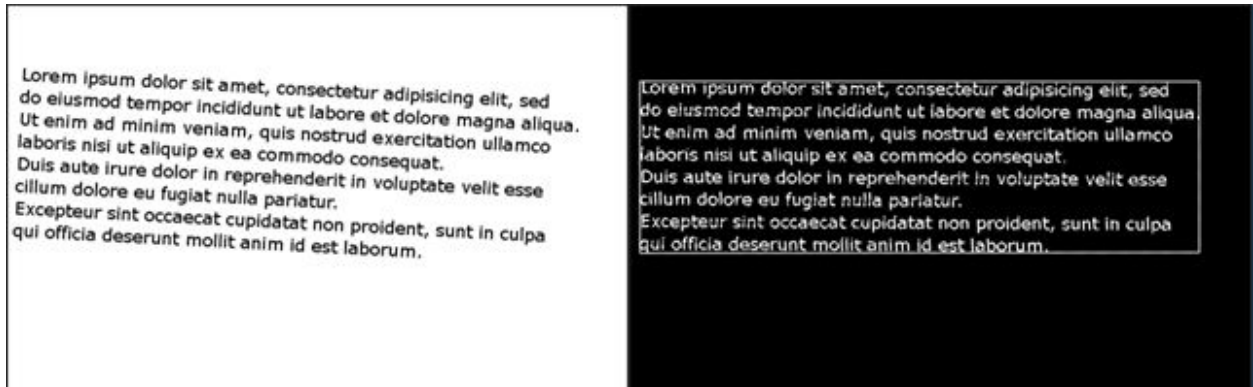 Lorem ipsum dolor sit amet, consectetur adipisicing elit, sed
do eiusmod tempor incididunt ut labore et dolore magna aliqua.
Ut enim ad minim veniam, quis nostrud exercitation ullamco
laboris nisi ut aliquip ex ea commodo consequat.
Duis aute irure dolor in reprehenderit in voluptate velit esse
cillum dolore eu fugiat nulla pariatur.
Excepteur sint occaecat cupidatat non proident, sunt in culpa
qui officia deserunt mollit anim id est laborum.
Lorem ipsum dolor sit amet, consectetur adipisicing elit, sed
do eiusmod tempor incididunt ut labore et dolore magna aliqua.
Ut enim ad minim veniam, quis nostrud exercitation ullamco
laboris nisi ut aliquip ex ea commodo consequat.
Duis aute irure dolor in reprehenderit in voluptate velit esse
cillum dolore eu fugiat nulla pariatur.
Excepteur sint occaecat cupidatat non proident, sunt in culpa
qui officia deserunt mollit anim id est laborum.